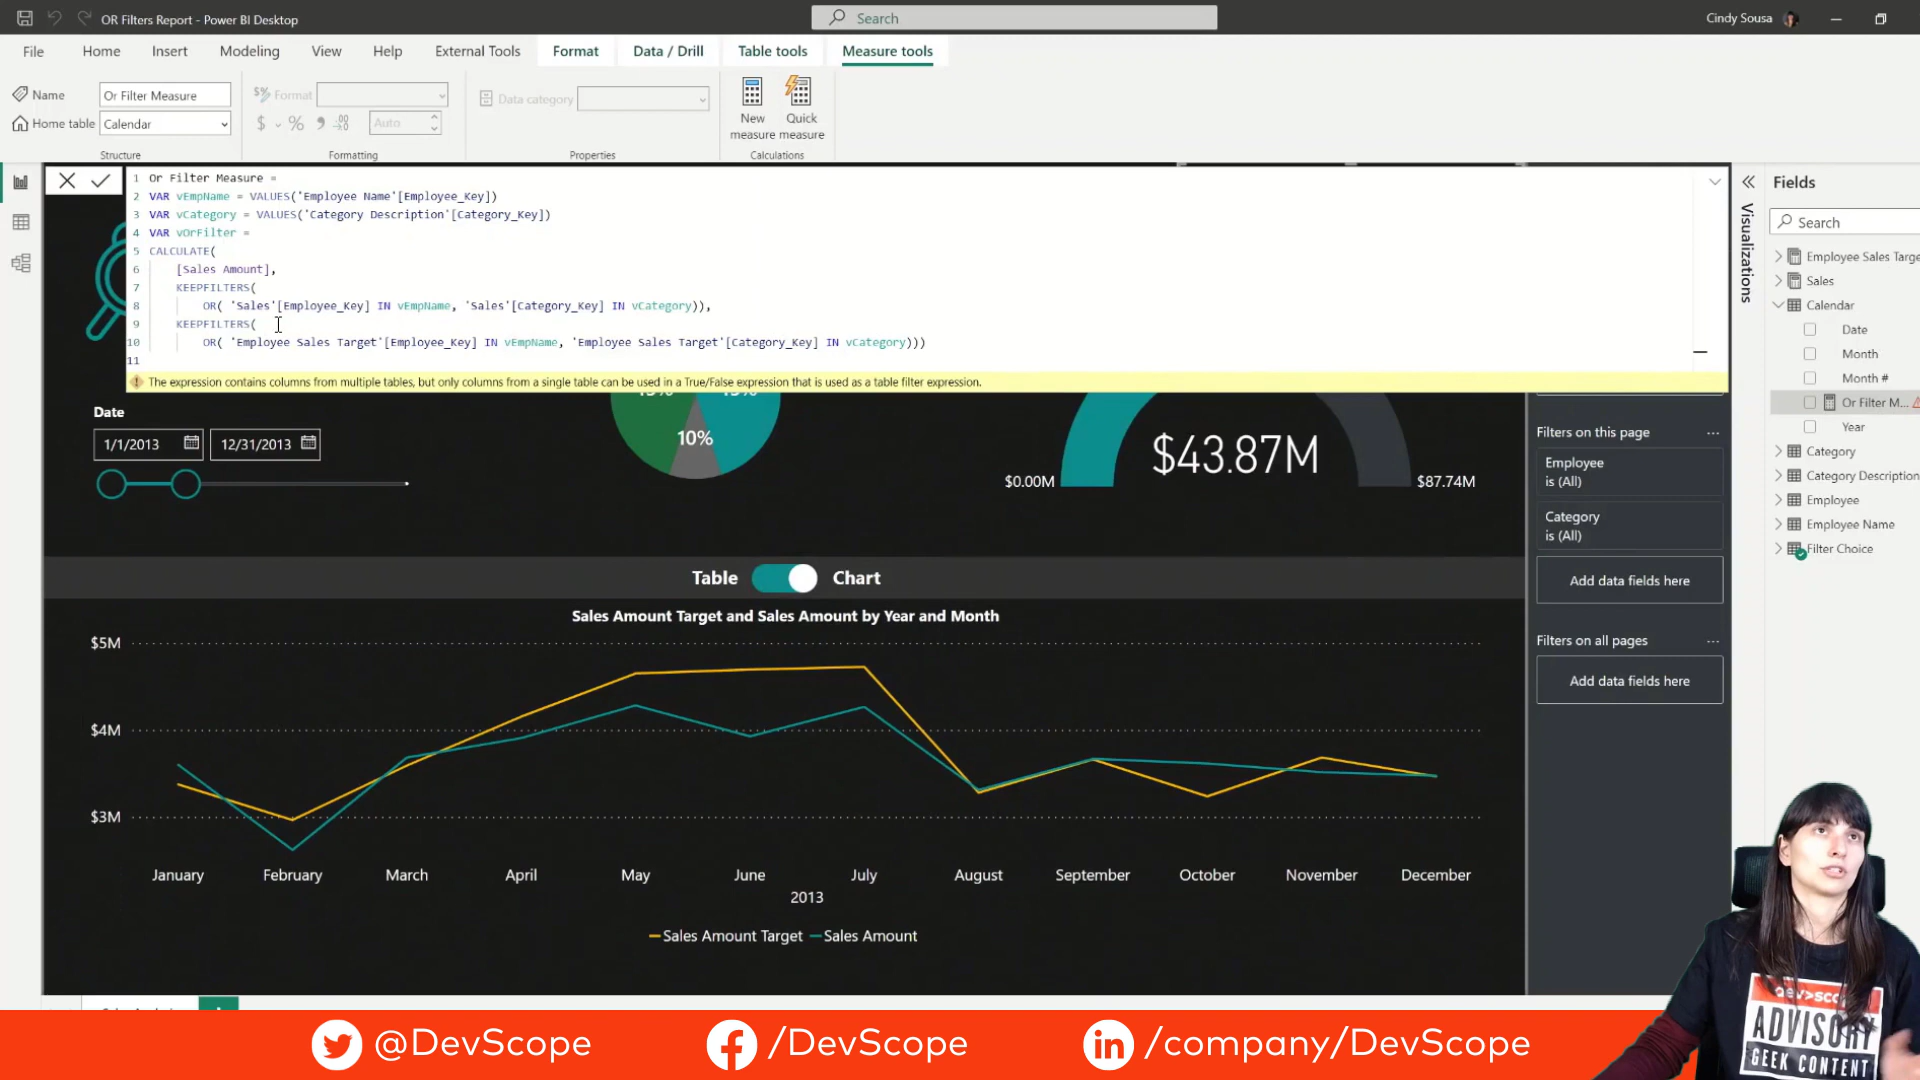 OR Filters Report - Power BI Desktop
Search
Cindy Sousa
File
Home
Insert
Modeling
View
Help
External Tools
Format
Data / Drill
Table tools
Measure tools
Name
Or Filter Measure
Home table
Calendar
Structure
Format
$
%
Auto
Formatting
Data category
Properties
New measure
Quick measure
Calculations
1 Or Filter Measure =
2 VAR vEmpName = VALUES('Employee Name'[Employee_Key])
3 VAR vCategory = VALUES('Category Description'[Category_Key])
4 VAR vOrFilter =
5 CALCULATE(
6 [Sales Amount],
7 KEEPFILTERS(
8 OR( 'Sales'[Employee_Key] IN vEmpName, 'Sales'[Category_Key] IN vCategory)),
9 KEEPFILTERS(
10 OR( 'Employee Sales Target'[Employee_Key] IN vEmpName, 'Employee Sales Target'[Category_Key] IN vCategory)))
11
The expression contains columns from multiple tables, but only columns from a single table can be used in a True/False expression that is used as a table filter expression.
Date
1/1/2013
12/31/2013
10%
$43.87M
$0.00M
$87.74M
Table
Chart
Sales Amount Target and Sales Amount by Year and Month
$5M
$4M
$3M
January
February
March
April
May
June
July
August
September
October
November
December
2013
Sales Amount Target
Sales Amount
Filters on this page
...
Employee
is (All)
Category
is (All)
Add data fields here
Filters on all pages
...
Add data fields here
Visualizations
Fields
Search
Employee Sales Targe
Sales
Calendar
Date
Month
Month #
Or Filter M...
Year
Category
Category Description
Employee
Employee Name
Filter Choice
@DevScope
/DevScope
/company/DevScope
ADVISORY
GEEK CONTENT